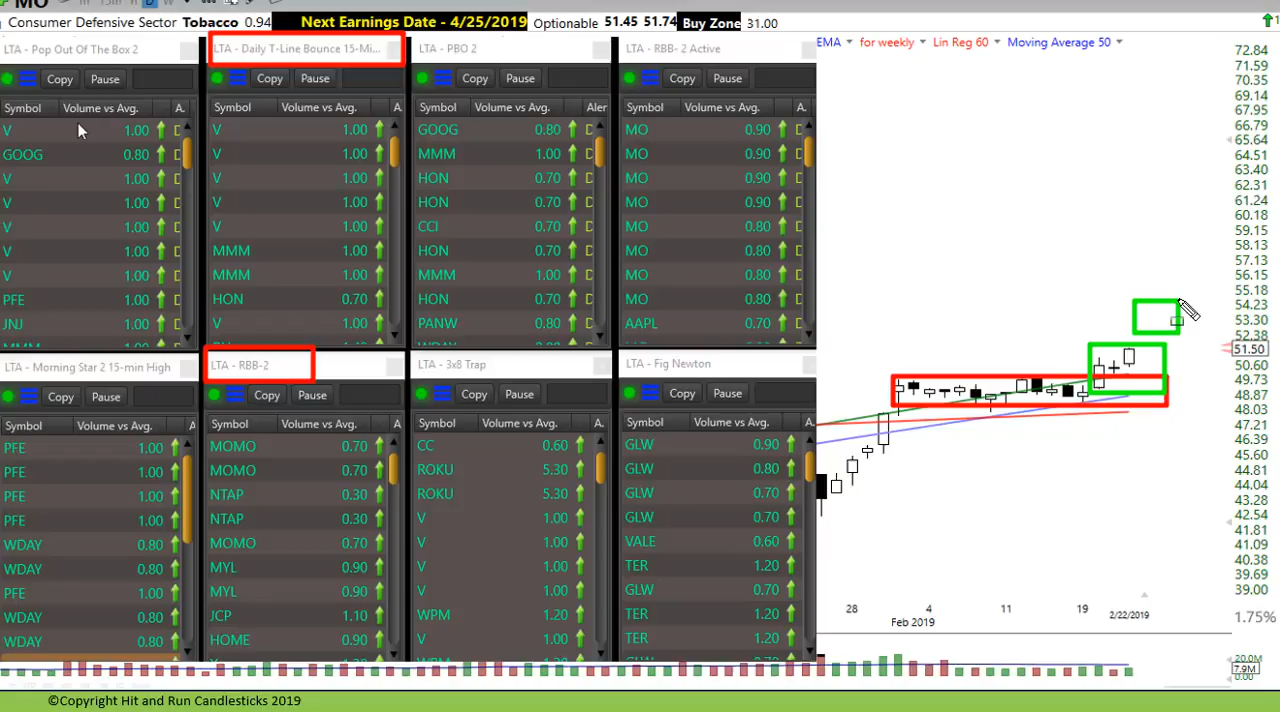 MO
Consumer Defensive Sector Tobacco 0.94 Next Earnings Date - 4/25/2019 Optionable 51.45 51.74 Buy Zone 31.00
EMA for weekly Lin Reg 60 Moving Average 50
LTA - Pop Out Of The Box 2
Copy Pause
Symbol Volume vs Avg. A.
V 1.00 D
GOOG 0.80 D
V 1.00
V 1.00
V 1.00
V 1.00
V 1.00
PFE 1.00
JNJ 1.00
MMM 1.00
LTA - Daily T-Line Bounce 15-Mi...
Copy Pause
Symbol Volume vs Avg. A
V 1.00
V 1.00
V 1.00
V 1.00
V 1.00
MMM 1.00
MMM 1.00
HON 0.70
V 1.00
LTA - PBO 2
Copy Pause
Symbol Volume vs Avg. Aler
GOOG 0.80 D
MMM 1.00 D
HON 0.70 D
HON 0.70 D
CCI 0.70 D
HON 0.70 D
MMM 1.00 D
HON 0.70 D
PANW 0.80 D
WDAY
LTA - RBB- 2 Active
Copy Pause
Symbol Volume vs Avg. A.
MO 0.90
MO 0.90
MO 0.90
MO 0.90
MO 0.80
MO 0.80
MO 0.80
MO 0.80
AAPL 0.70
LTA - Morning Star 2 15-min High
Copy Pause
Symbol Volume vs Avg. A
PFE 1.00
PFE 1.00
PFE 1.00
PFE 1.00
WDAY 0.80
WDAY 0.80
PFE 1.00
WDAY 0.80
WDAY 0.80
LTA - RBB-2
Copy Pause
Symbol Volume vs Avg. A
MOMO 0.70
MOMO 0.70
NTAP 0.30
NTAP 0.30
MOMO 0.70
MYL 0.90
MYL 0.90
JCP 1.10
HOME 0.90
LTA - 3x8 Trap
Copy Pause
Symbol Volume vs Avg. A.
CC 0.60
ROKU 5.30
ROKU 5.30
V 1.00
V 1.00
V 1.00
V 1.00
WPM 1.20
V 1.00
WPM
LTA - Fig Newton
Copy Pause
Symbol Volume vs Avg. A.
GLW 0.90
GLW 0.80
GLW 0.70
GLW 0.70
VALE 0.60
TER 1.20
GLW 0.70
TER 1.20
TER 1.20
72.84
71.59
70.35
69.14
67.95
66.79
65.64
64.51
63.40
62.31
61.24
60.18
59.15
58.13
57.13
56.15
55.18
54.23
53.30
52.38
51.50
50.60
49.73
48.87
48.03
47.21
46.39
45.60
44.81
44.04
43.28
42.54
41.81
41.09
40.38
39.69
39.00
28 4 11 19 2/22/2019
Feb 2019
1.75%
20.0M
7.9M
0.00
©Copyright Hit and Run Candlesticks 2019